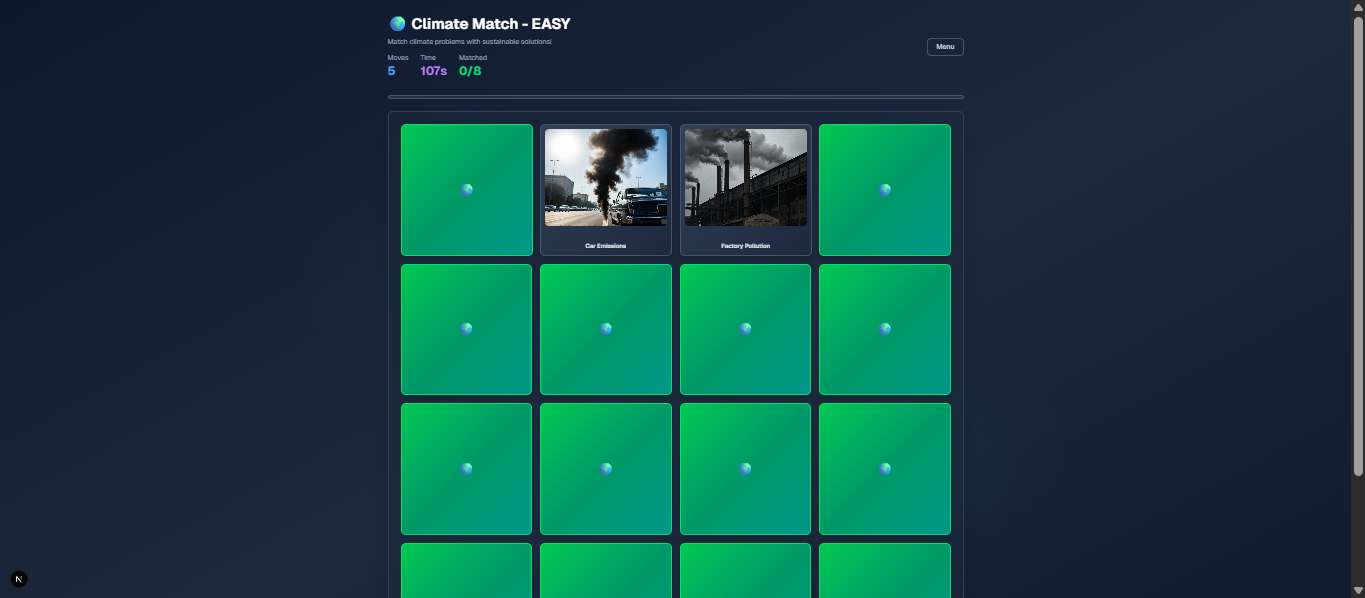 Climate Match - EASY
Match climate problems with sustainable solutions!
Menu
Moves Time Matched
5 107s 0/8
Car Emissions Factory Pollution
N